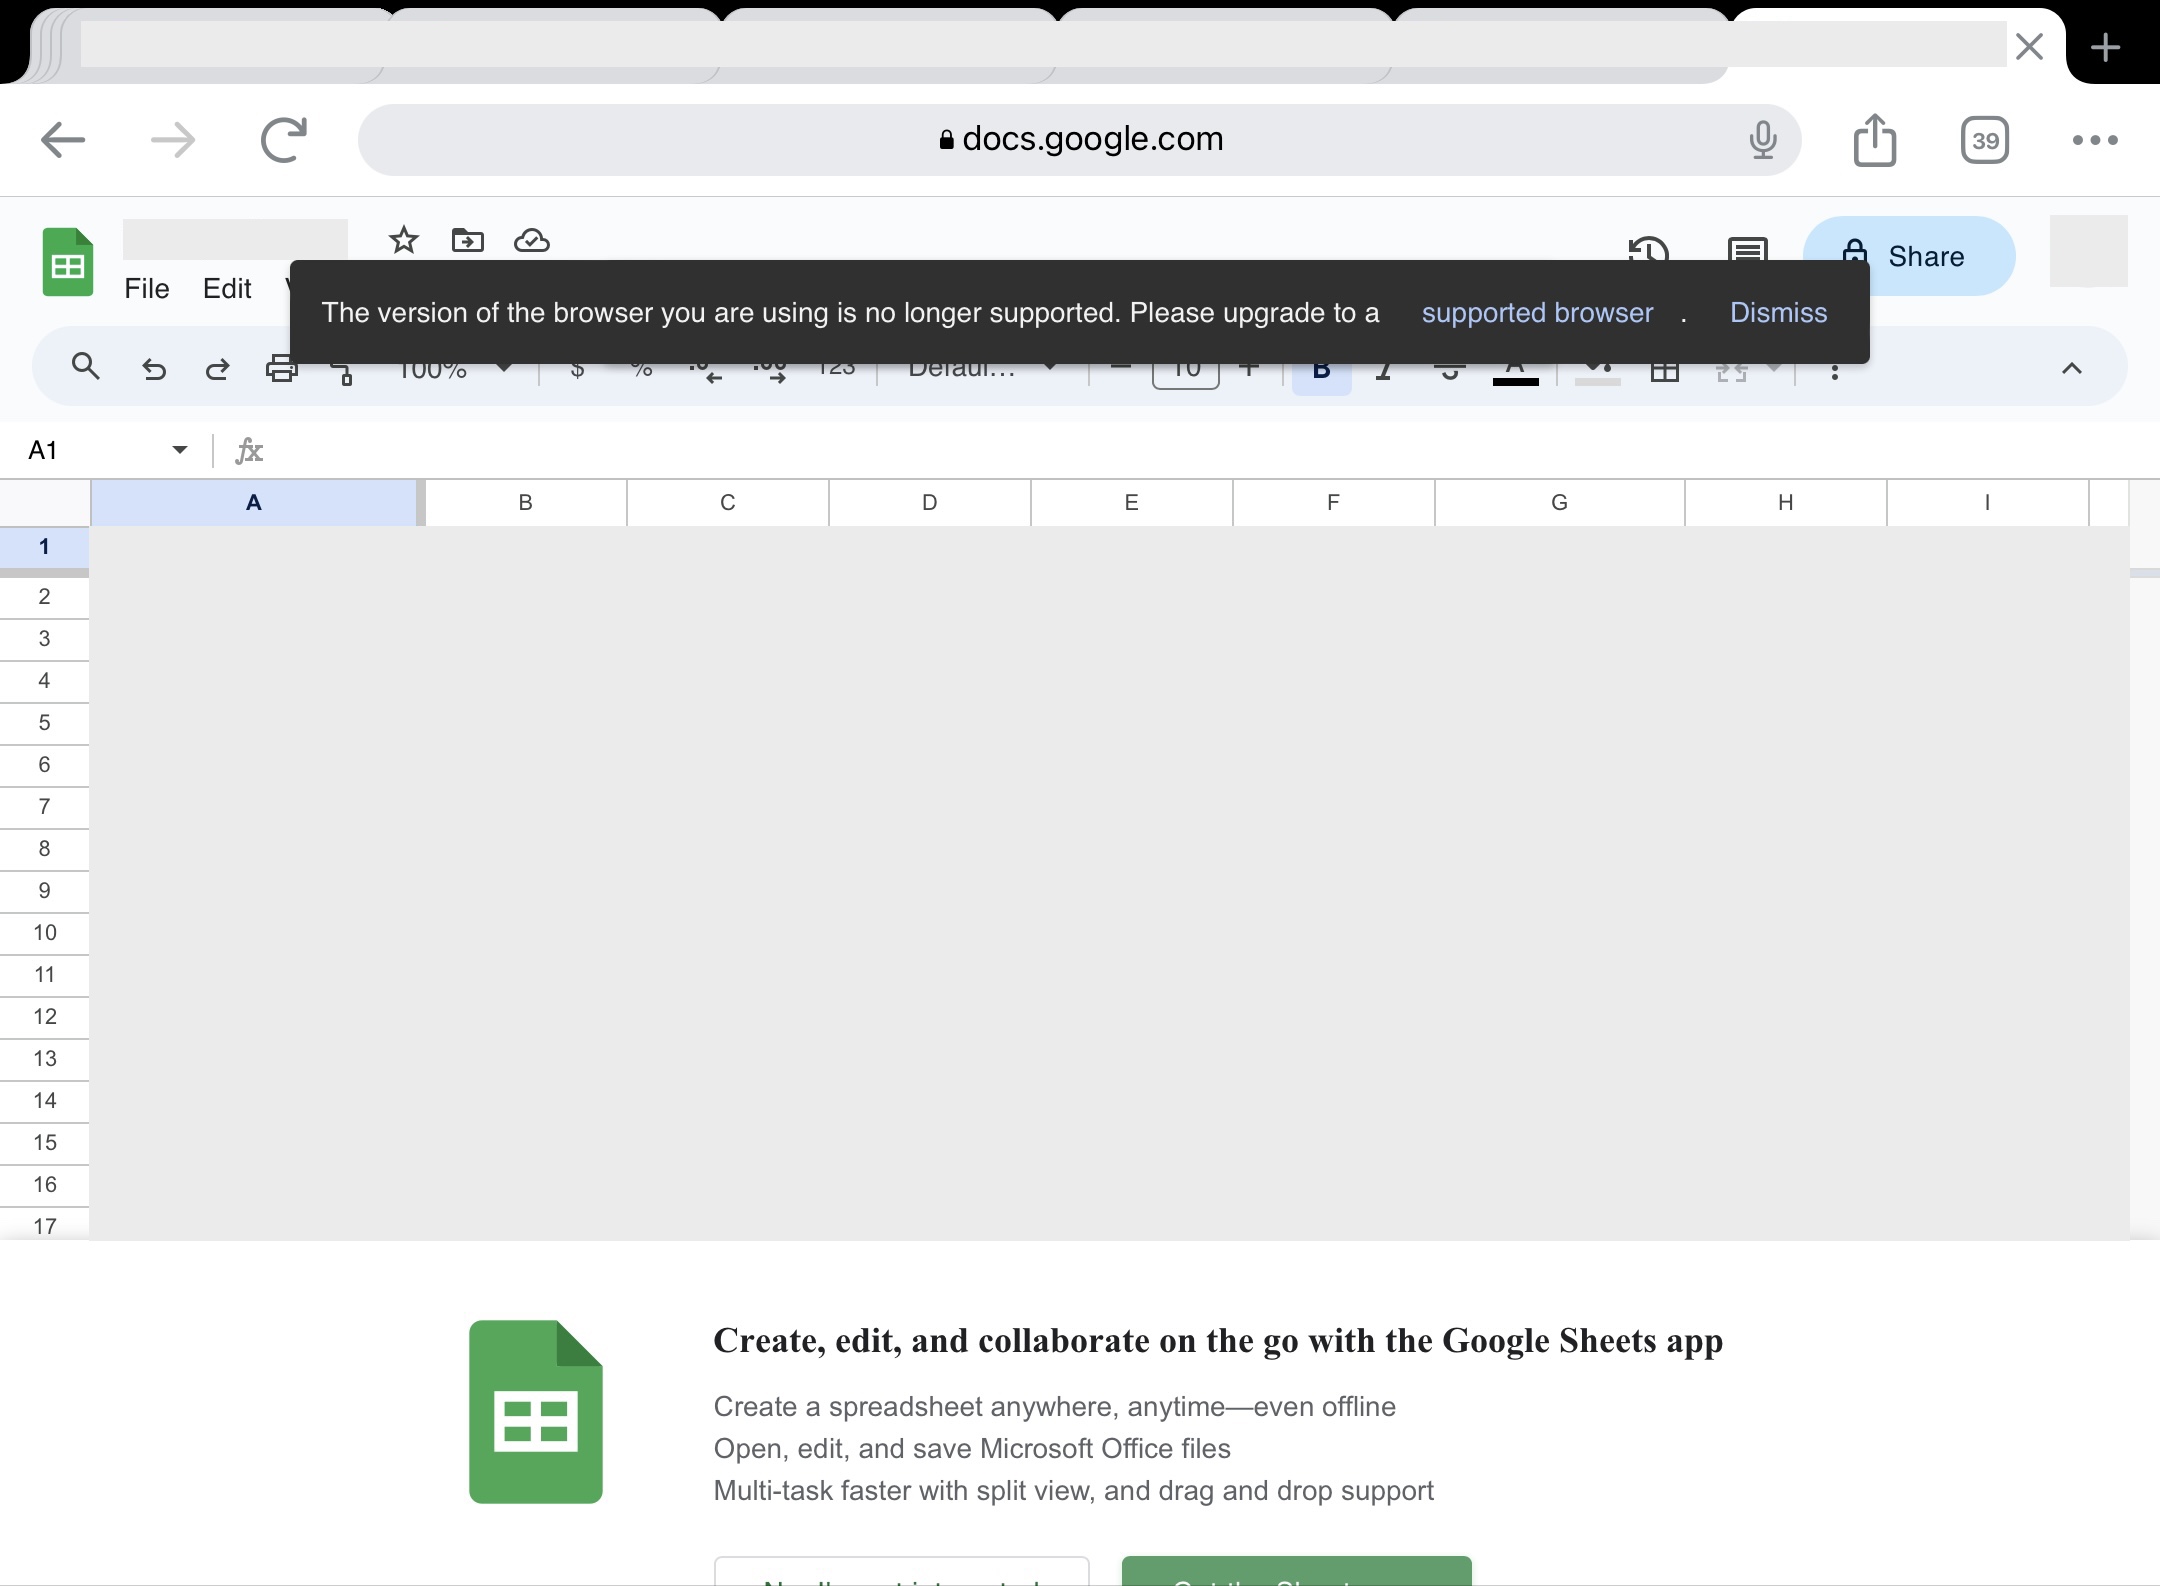 docs.google.com
39
Share
File Edit
The version of the browser you are using is no longer supported. Please upgrade to a supported browser . Dismiss
100% $ % .0 .00 123 Defaul... 10 B I S A
A1 fx
A B C D E F G H I
1
2
3
4
5
6
7
8
9
10
11
12
13
14
15
16
17
Create, edit, and collaborate on the go with the Google Sheets app
Create a spreadsheet anywhere, anytime—even offline
Open, edit, and save Microsoft Office files
Multi-task faster with split view, and drag and drop support